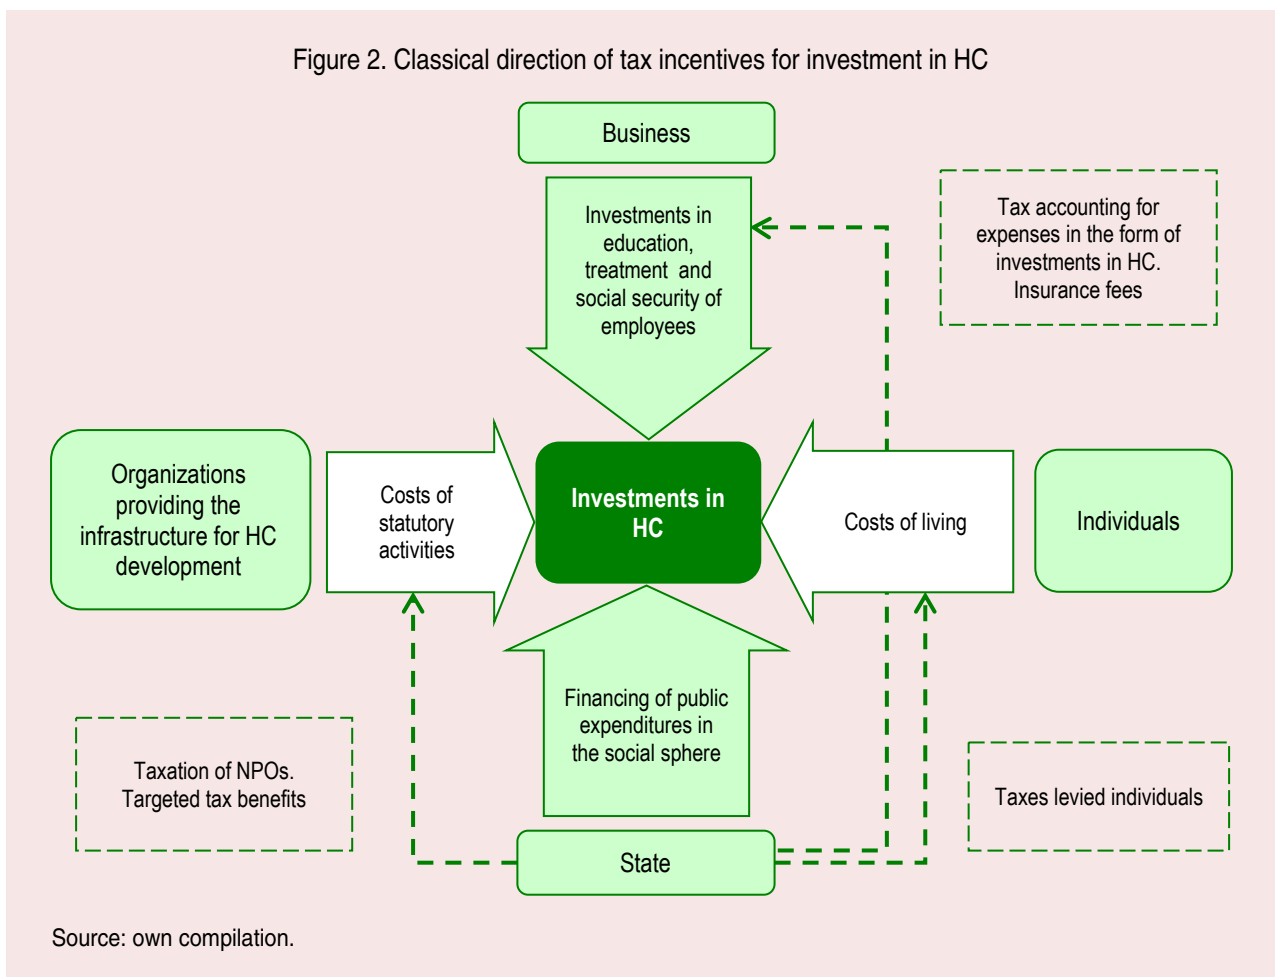 Figure 2. Classical direction of tax incentives for investment in HC
Business
Investments in
education,
treatment and
social security of
employees
Tax accounting for
expenses in the form of
investments in HC.
Insurance fees
Organizations
providing the
infrastructure for HC
development
Costs of
statutory
activities
Investments in
HC
Costs of living
Individuals
Financing of public
expenditures in
the social sphere
Taxation of NPOs.
Targeted tax benefits
Taxes levied individuals
State
Source: own compilation.